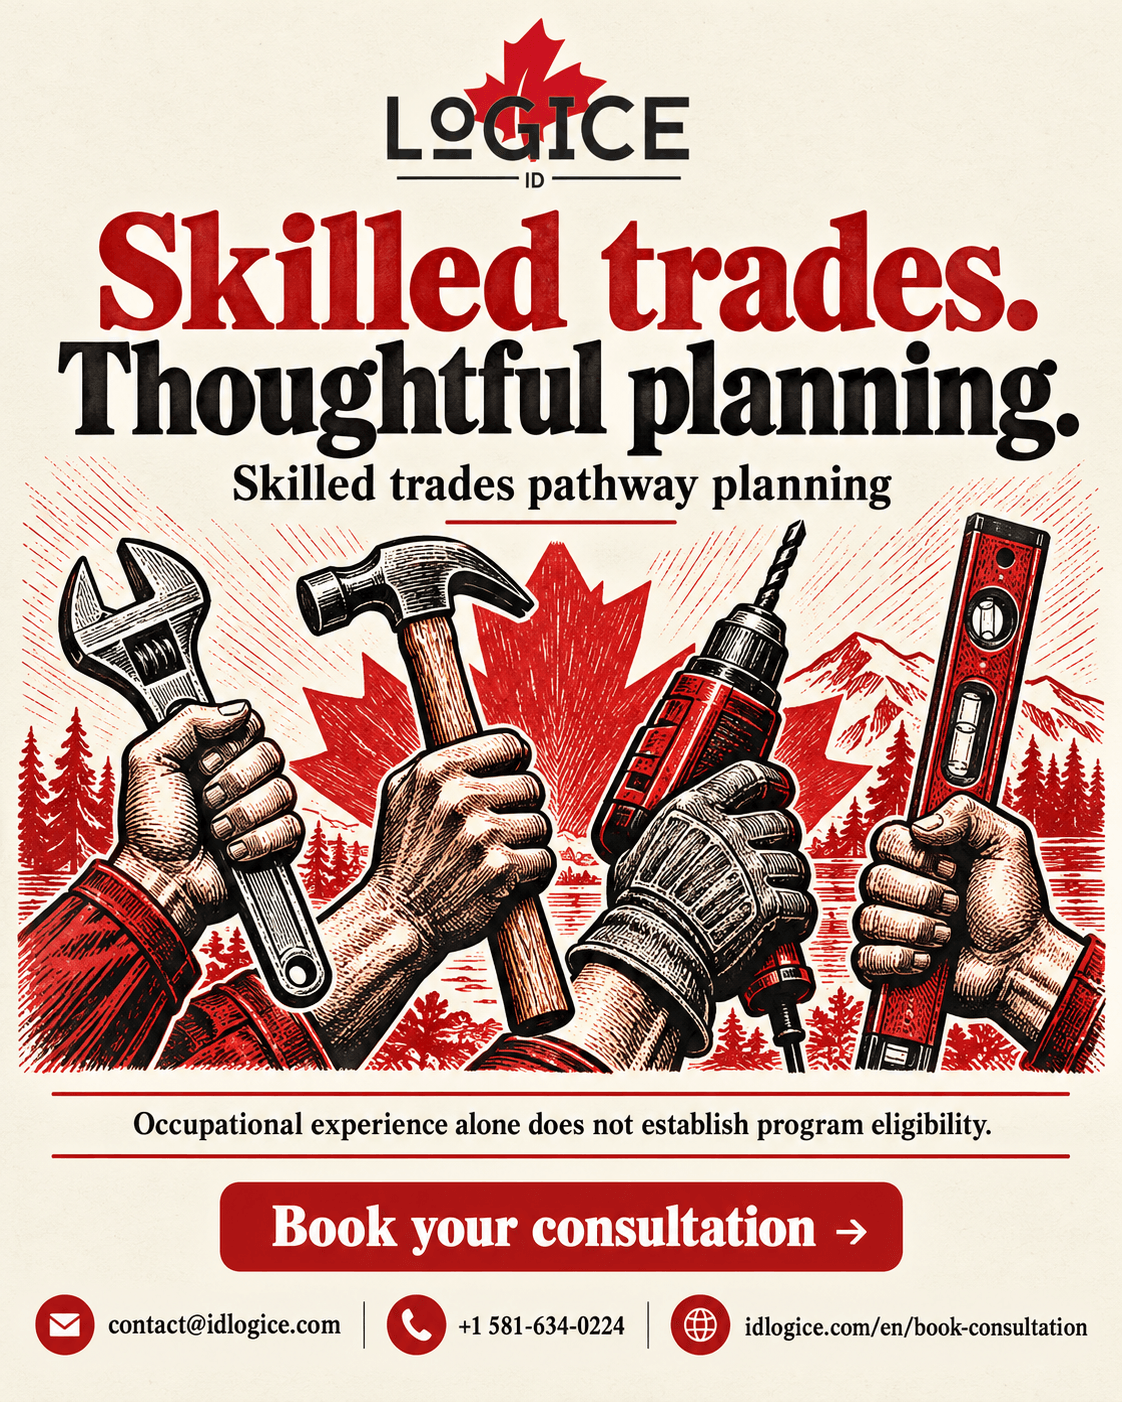 LOGICE
ID
Skilled trades.
Thoughtful planning.
Skilled trades pathway planning
Occupational experience alone does not establish program eligibility.
Book your consultation →
contact@idlogice.com
+1 581-634-0224
idlogice.com/en/book-consultation